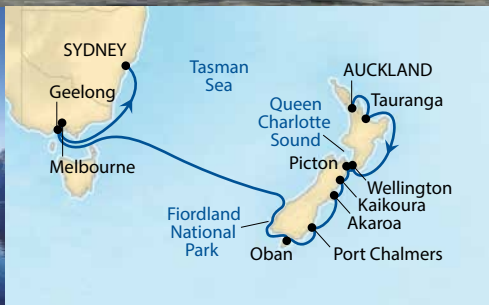 SYDNEY
Geelong
Melbourne
Tasman
Sea
AUCKLAND
Tauranga
Queen
Charlotte
Sound
Picton
Wellington
Kaikoura
Akaroa
Fiordland
National
Park
Oban
Port Chalmers